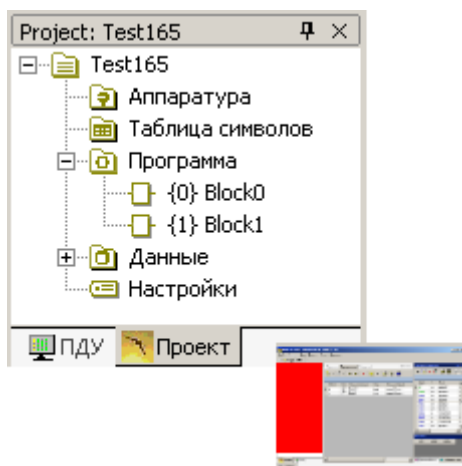 Project: Test165
Test165
Аппаратура
Таблица символов
Программа
{0} Block0
{1} Block1
Данные
Настройки
ПДУ Проект